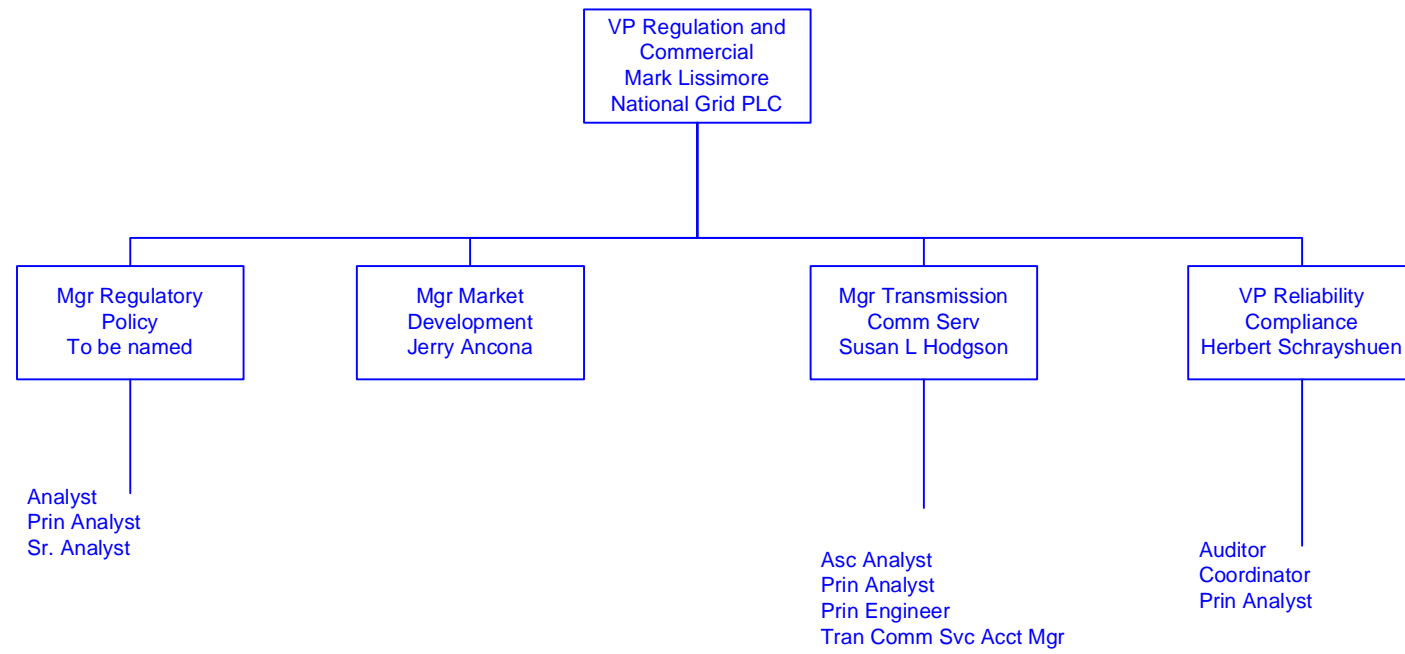 VP Regulation and
Commercial
Mark Lissimore
National Grid PLC
Mgr Regulatory
Policy
To be named
Mgr Market
Development
Jerry Ancona
Mgr Transmission
Comm Serv
Susan L Hodgson
VP Reliability
Compliance
Herbert Schrayshuen
Analyst
Prin Analyst
Sr. Analyst
Asc Analyst
Prin Analyst
Prin Engineer
Tran Comm Svc Acct Mgr
Auditor
Coordinator
Prin Analyst